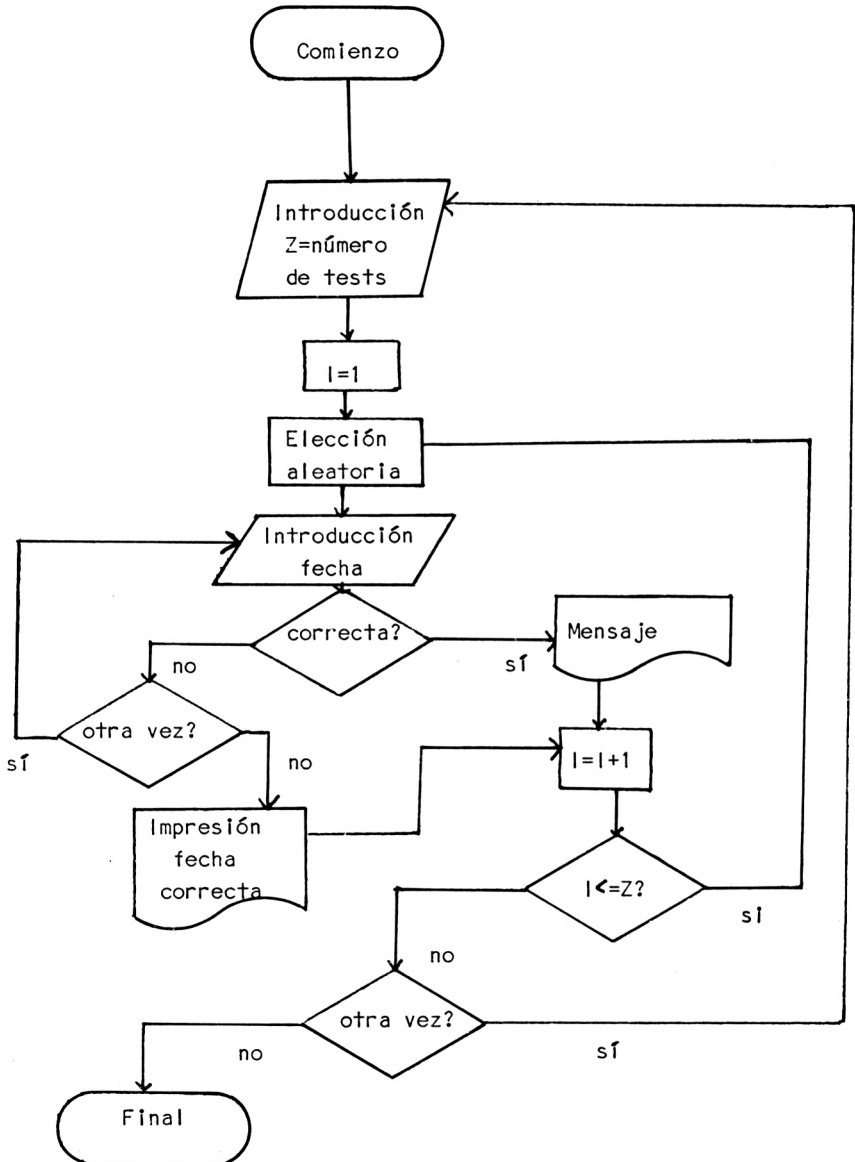 Comienzo
Introducción
Z=número
de tests
I=1
Elección
aleatoria
Introducción
fecha
correcta?
Mensaje
no
sí
otra vez?
sí
no
I=I+1
Impresión
fecha
correcta
I<=Z?
si
no
otra vez?
no
sí
Final